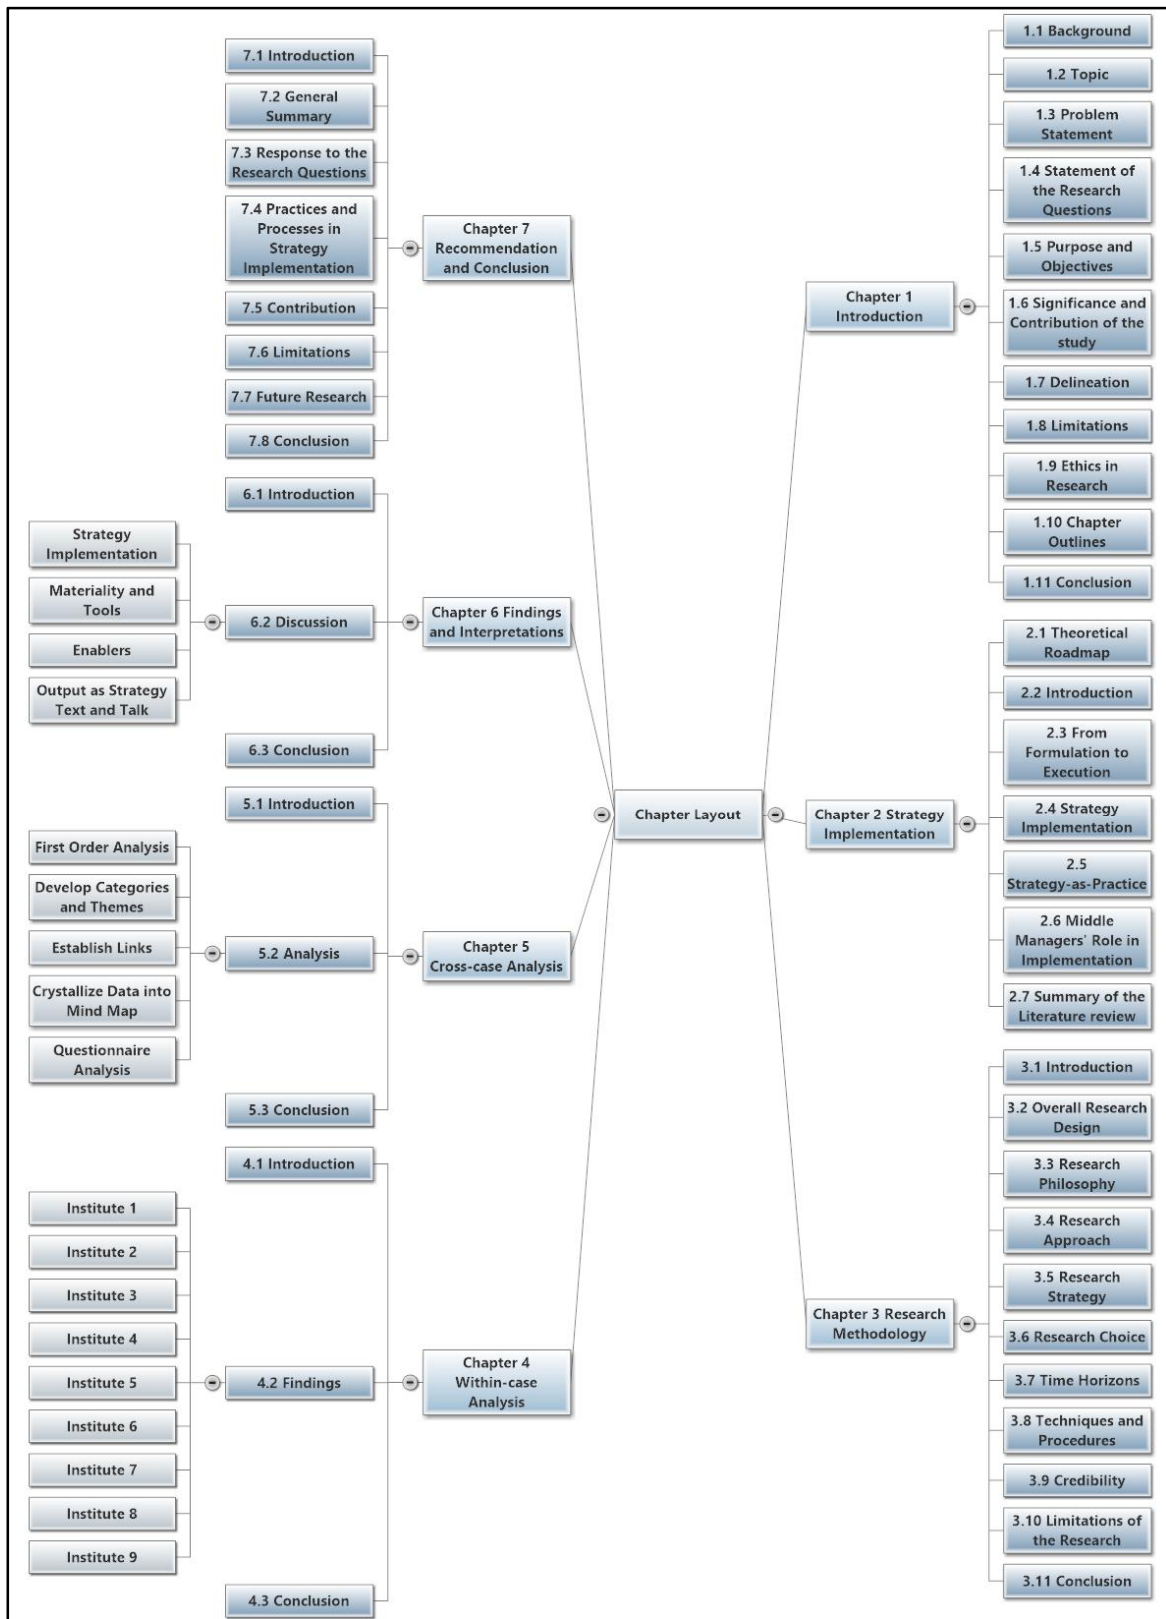 7.1 Introduction
7.2 General
Summary
7.3 Response to the
Research Questions
7.4 Practices and
Processes in
Strategy
Implementation
7.5 Contribution
7.6 Limitations
7.7 Future Research
7.8 Conclusion
Chapter 7
Recommendation
and Conclusion
6.1 Introduction
Strategy
Implementation
Materiality and
Tools
Enablers
Output as Strategy
Text and Talk
6.2 Discussion
6.3 Conclusion
Chapter 6 Findings
and Interpretations
5.1 Introduction
First Order Analysis
Develop Categories
and Themes
Establish Links
Crystallize Data into
Mind Map
Questionnaire
Analysis
5.2 Analysis
5.3 Conclusion
Chapter 5
Cross-case Analysis
4.1 Introduction
Institute 1
Institute 2
Institute 3
Institute 4
Institute 5
Institute 6
Institute 7
Institute 8
Institute 9
4.2 Findings
4.3 Conclusion
Chapter 4
Within-case
Analysis
Chapter Layout
Chapter 1
Introduction
1.1 Background
1.2 Topic
1.3 Problem
Statement
1.4 Statement of
the Research
Questions
1.5 Purpose and
Objectives
1.6 Significance and
Contribution of the
study
1.7 Delineation
1.8 Limitations
1.9 Ethics in
Research
1.10 Chapter
Outlines
1.11 Conclusion
Chapter 2 Strategy
Implementation
2.1 Theoretical
Roadmap
2.2 Introduction
2.3 From
Formulation to
Execution
2.4 Strategy
Implementation
2.5
Strategy-as-Practice
2.6 Middle
Managers' Role in
Implementation
2.7 Summary of the
Literature review
Chapter 3 Research
Methodology
3.1 Introduction
3.2 Overall Research
Design
3.3 Research
Philosophy
3.4 Research
Approach
3.5 Research
Strategy
3.6 Research Choice
3.7 Time Horizons
3.8 Techniques and
Procedures
3.9 Credibility
3.10 Limitations of
the Research
3.11 Conclusion